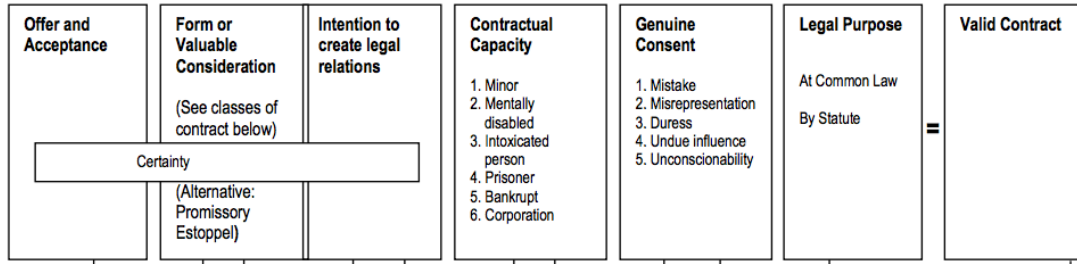 Offer and
Acceptance
Form or
Valuable
Consideration
(See classes of
contract below)
Certainty
(Alternative:
Promissory
Estoppel)
Intention to
create legal
relations
Contractual
Capacity
1. Minor
2. Mentally
disabled
3. Intoxicated
person
4. Prisoner
5. Bankrupt
6. Corporation
Genuine
Consent
1. Mistake
2. Misrepresentation
3. Duress
4. Undue influence
5. Unconscionability
Legal Purpose
At Common Law
By Statute
=
Valid Contract